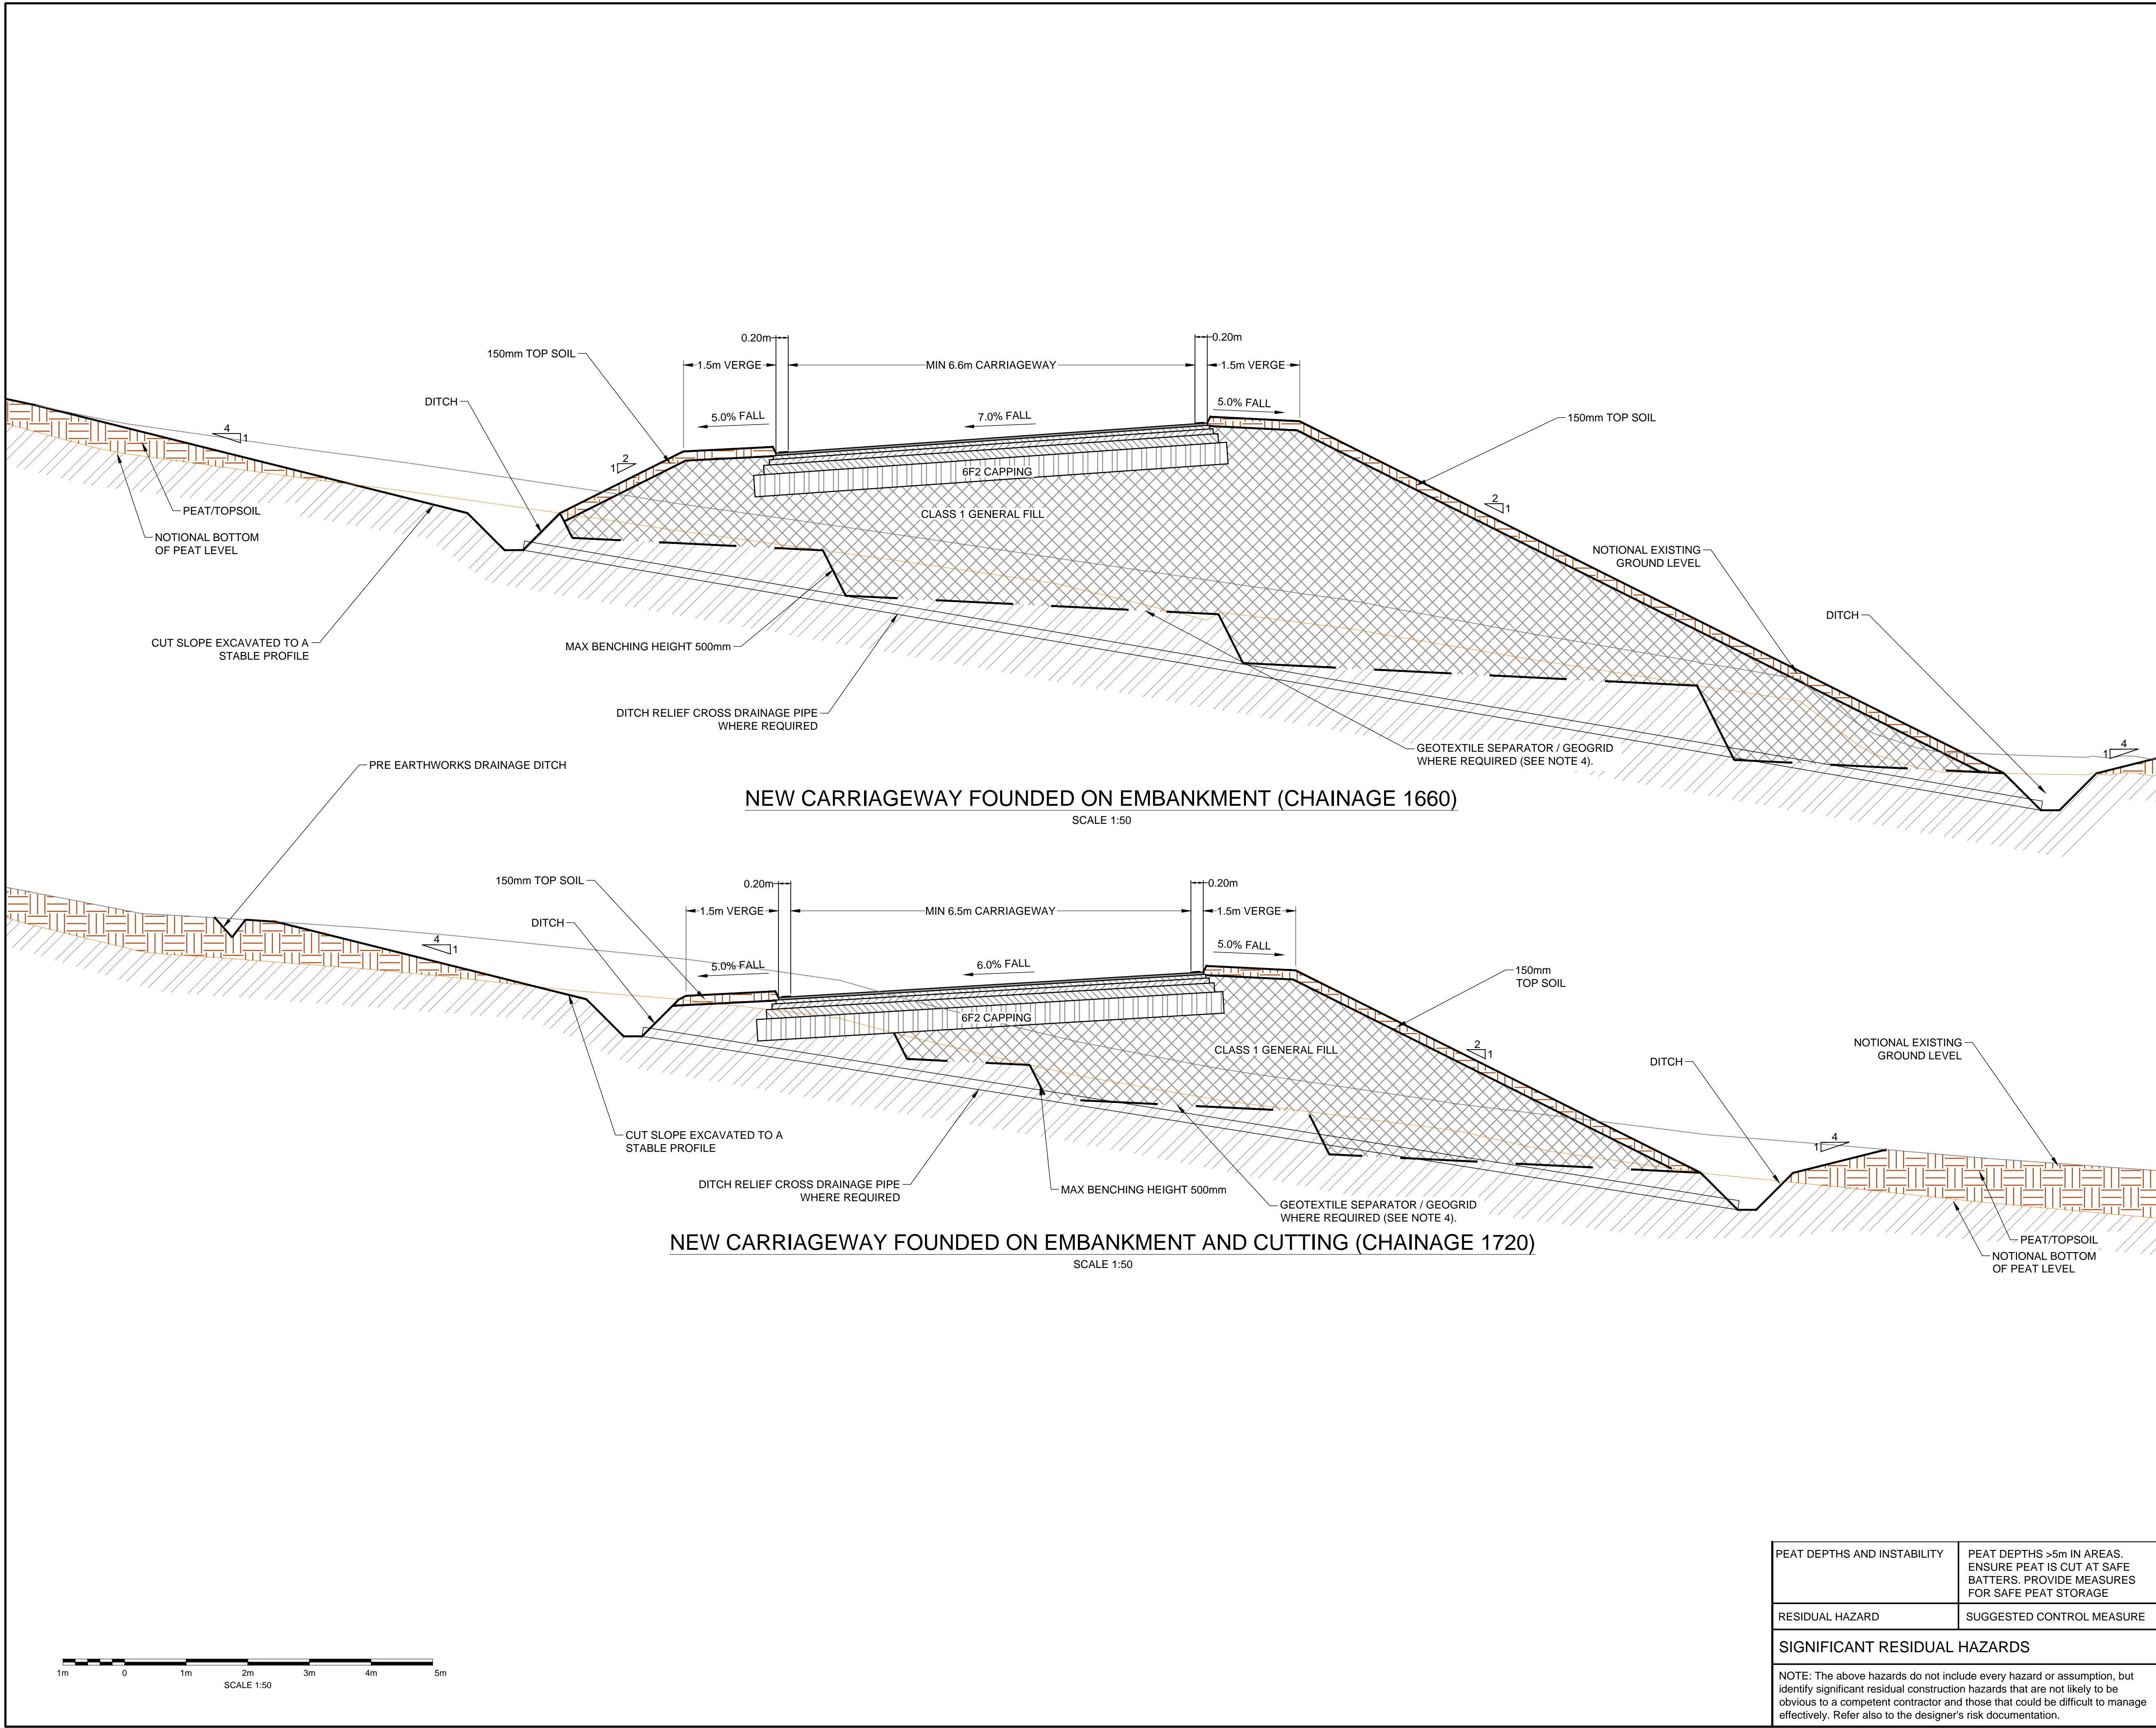 0.20m
0.20m
150mm TOP SOIL
1.5m VERGE
MIN 6.6m CARRIAGEWAY
1.5m VERGE
DITCH
5.0% FALL
7.0% FALL
5.0% FALL
150mm TOP SOIL
4
1
2
1
6F2 CAPPING
2
1
PEAT/TOPSOIL
CLASS 1 GENERAL FILL
NOTIONAL BOTTOM
OF PEAT LEVEL
NOTIONAL EXISTING
GROUND LEVEL
DITCH
CUT SLOPE EXCAVATED TO A
STABLE PROFILE
MAX BENCHING HEIGHT 500mm
DITCH RELIEF CROSS DRAINAGE PIPE
WHERE REQUIRED
GEOTEXTILE SEPARATOR / GEOGRID
WHERE REQUIRED (SEE NOTE 4).
4
1
PRE EARTHWORKS DRAINAGE DITCH
NEW CARRIAGEWAY FOUNDED ON EMBANKMENT (CHAINAGE 1660)
SCALE 1:50
150mm TOP SOIL
0.20m
0.20m
1.5m VERGE
MIN 6.5m CARRIAGEWAY
1.5m VERGE
DITCH
4
1
5.0% FALL
6.0% FALL
5.0% FALL
150mm
TOP SOIL
6F2 CAPPING
CLASS 1 GENERAL FILL
2
1
DITCH
NOTIONAL EXISTING
GROUND LEVEL
CUT SLOPE EXCAVATED TO A
STABLE PROFILE
4
1
DITCH RELIEF CROSS DRAINAGE PIPE
WHERE REQUIRED
MAX BENCHING HEIGHT 500mm
GEOTEXTILE SEPARATOR / GEOGRID
WHERE REQUIRED (SEE NOTE 4).
PEAT/TOPSOIL
NOTIONAL BOTTOM
OF PEAT LEVEL
NEW CARRIAGEWAY FOUNDED ON EMBANKMENT AND CUTTING (CHAINAGE 1720)
SCALE 1:50
PEAT DEPTHS AND INSTABILITY
PEAT DEPTHS >5m IN AREAS.
ENSURE PEAT IS CUT AT SAFE
BATTERS. PROVIDE MEASURES
FOR SAFE PEAT STORAGE
RESIDUAL HAZARD
SUGGESTED CONTROL MEASURE
SIGNIFICANT RESIDUAL HAZARDS
NOTE: The above hazards do not include every hazard or assumption, but
identify significant residual construction hazards that are not likely to be
obvious to a competent contractor and those that could be difficult to manage
effectively. Refer also to the designer's risk documentation.
1m 0 1m 2m 3m 4m 5m
SCALE 1:50